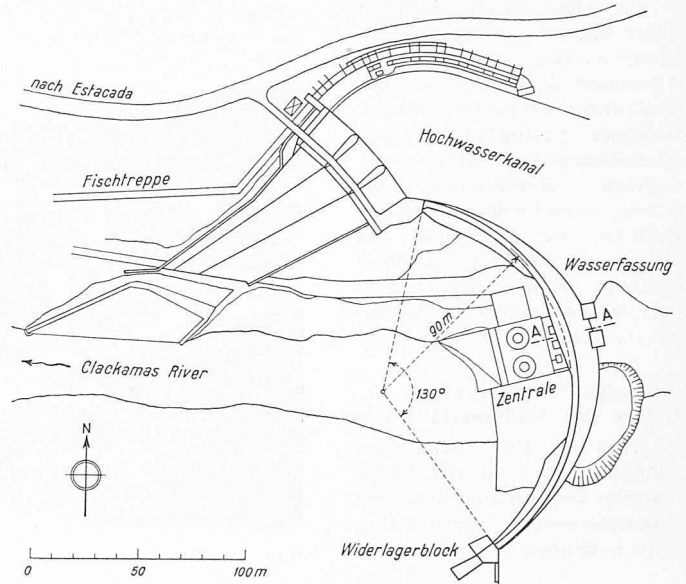 nach Estacada
Hochwasserkanal
Fischtreppe
Wasserfassung
90 m
A
A
Clackamas River
130°
Zentrale
N
Widerlagerblock
0 50 100 m